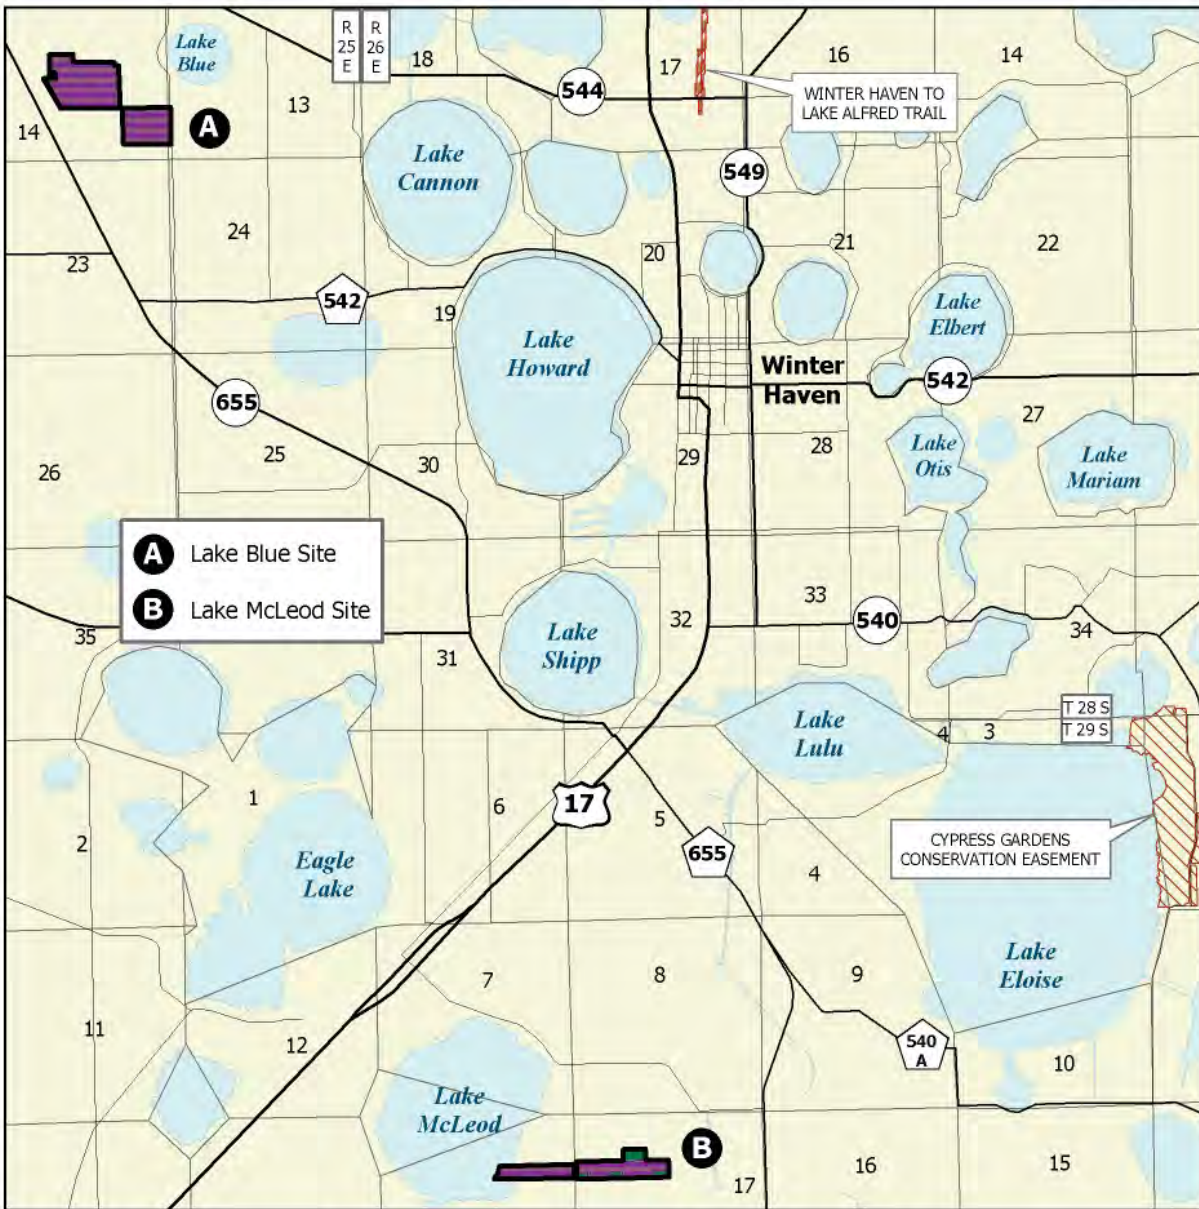 Lake
Blue
R
25
E
R
26
E
18
17
16
14
544
WINTER HAVEN TO
LAKE ALFRED TRAIL
13
14
A
Lake
Cannon
549
24
23
20
21
22
542
19
Lake
Howard
Lake
Elbert
Winter
Haven
542
655
25
26
30
29
28
27
Lake
Otis
Lake
Mariam
A Lake Blue Site
B Lake McLeod Site
33
540
32
34
35
31
Lake
Shipp
T 28 S
T 29 S
Lake
Lulu
4
3
1
6
17
5
2
655
CYPRESS GARDENS
CONSERVATION EASEMENT
Eagle
Lake
4
Lake
Eloise
7
8
9
11
12
540
A
10
Lake
McLeod
B
17
16
15